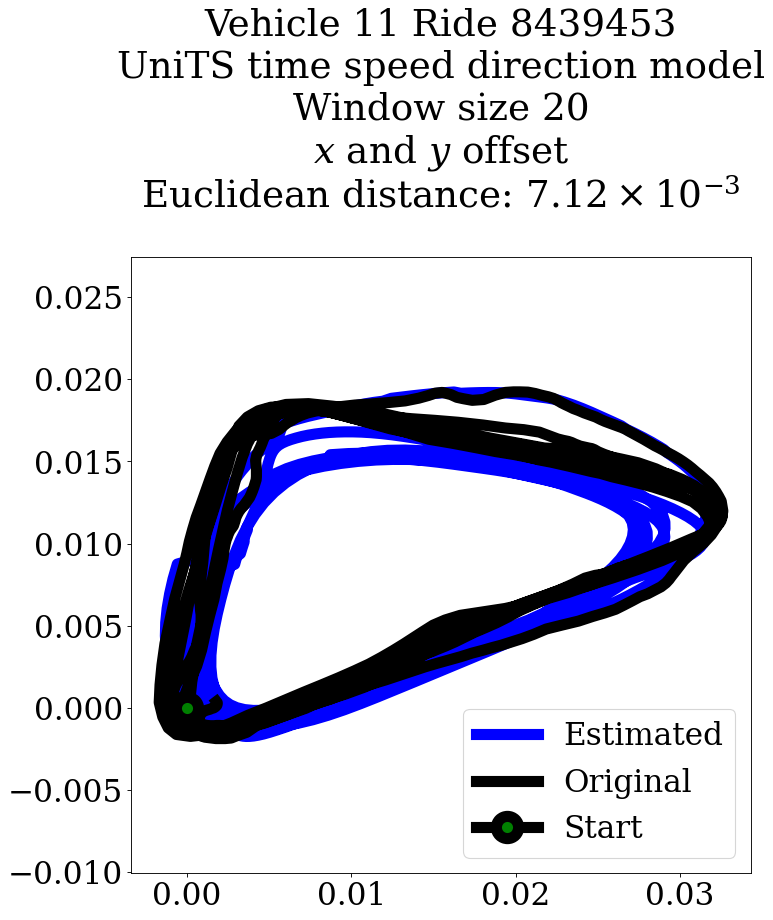 Vehicle 11 Ride 8439453
UniTS time speed direction model
Window size 20
x and y offset
Euclidean distance: 7.12 × 10⁻³
0.025
0.020
0.015
0.010
0.005
0.000
−0.005
−0.010
0.00 0.01 0.02 0.03
Estimated
Original
Start